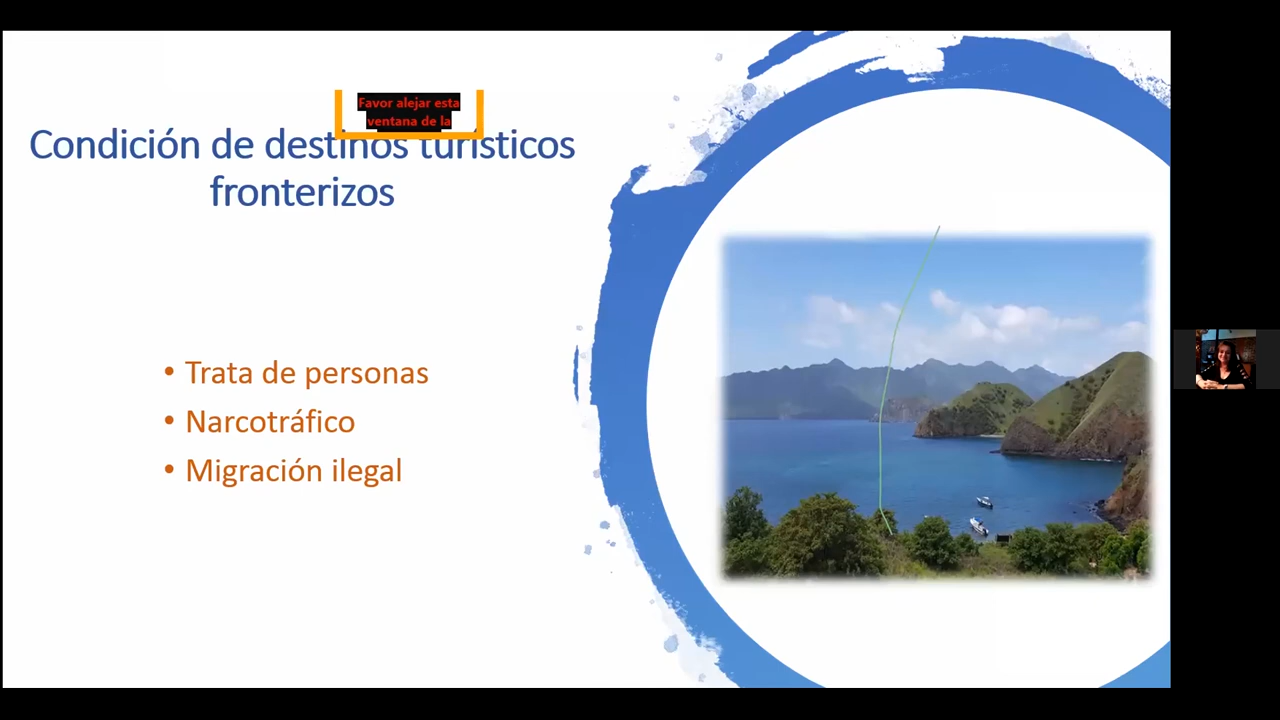 Favor alejar esta
ventana de la
Condición de destinos turísticos
fronterizos
• Trata de personas
• Narcotráfico
• Migración ilegal